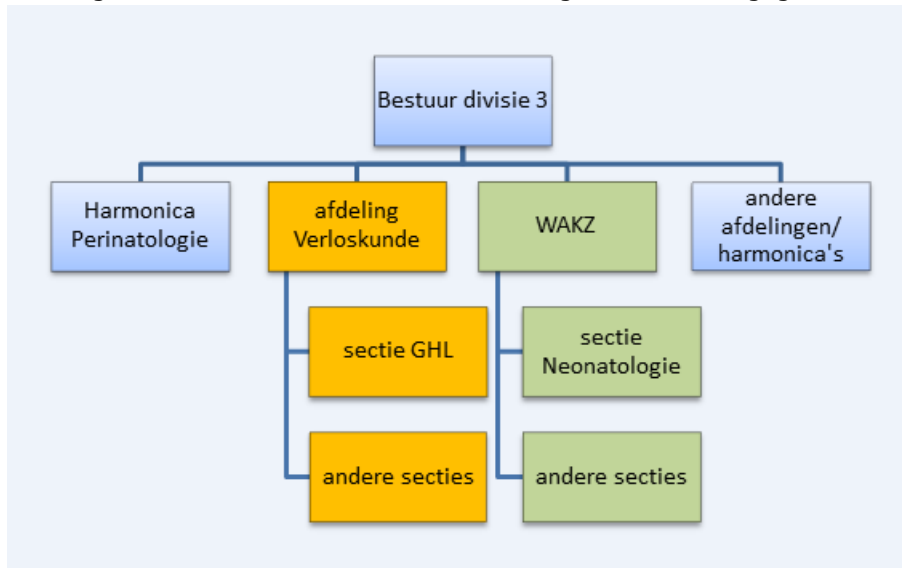 Bestuur divisie 3
Harmonica
Perinatologie
afdeling
Verloskunde
WAKZ
andere
afdelingen/
harmonica's
sectie GHL
sectie
Neonatologie
andere secties
andere secties